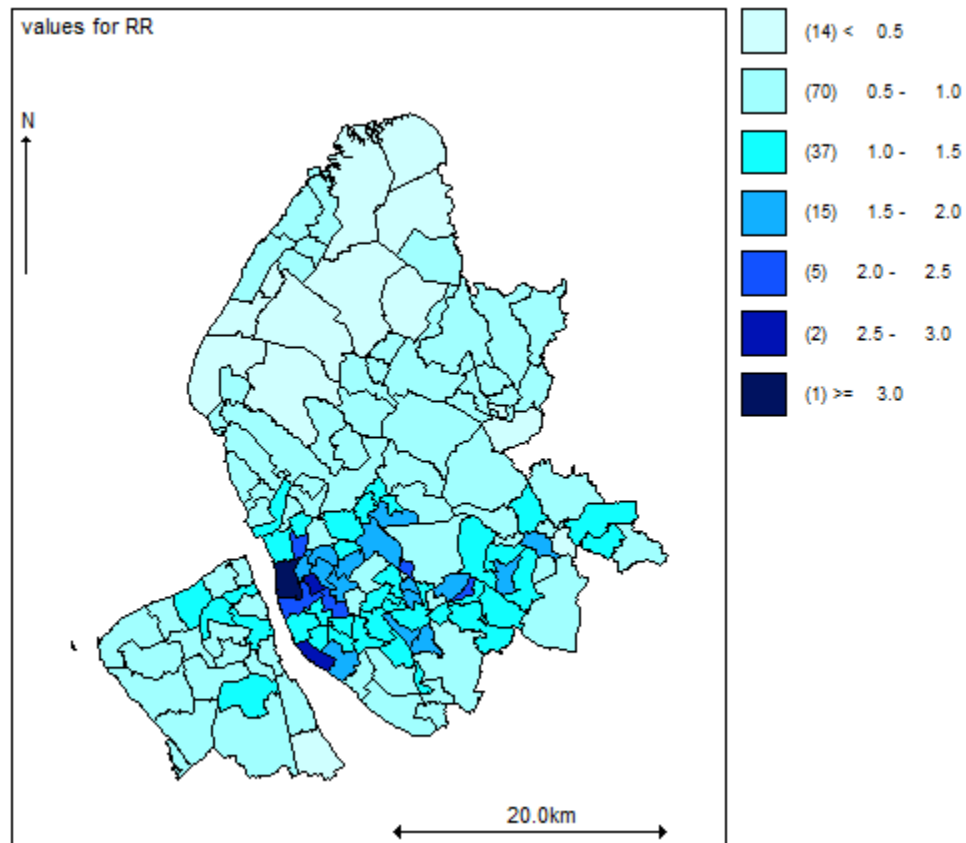 values for RR
N
20.0km
(14) < 0.5
(70) 0.5 - 1.0
(37) 1.0 - 1.5
(15) 1.5 - 2.0
(5) 2.0 - 2.5
(2) 2.5 - 3.0
(1) >= 3.0